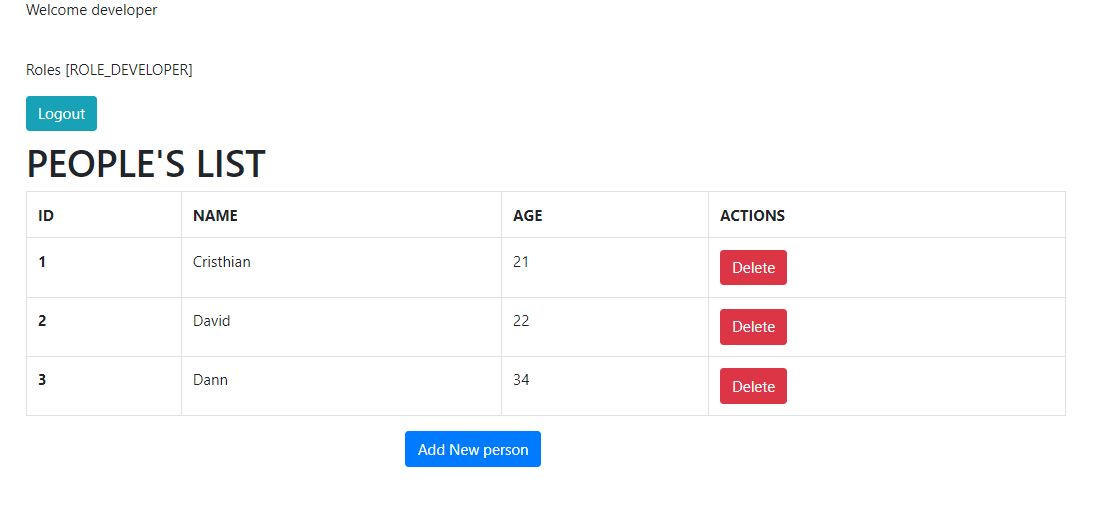 Welcome developer
Roles [ROLE_DEVELOPER]
Logout
PEOPLE'S LIST
ID NAME AGE ACTIONS
1 Cristhian 21 Delete
2 David 22 Delete
3 Dann 34 Delete
Add New person